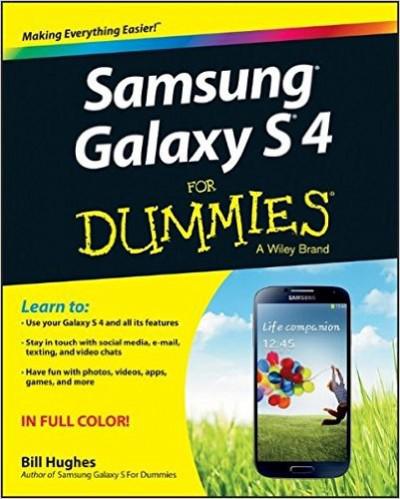 Making Everything Easier!™
Samsung®
Galaxy S® 4
FOR
DUMMIES®
A Wiley Brand
Learn to:
• Use your Galaxy S 4 and all its features
• Stay in touch with social media, e-mail,
texting, and video chats
• Have fun with photos, videos, apps,
games, and more
IN FULL COLOR!
Bill Hughes
Author of Samsung Galaxy S For Dummies
SAMSUNG
Life companion
12:45